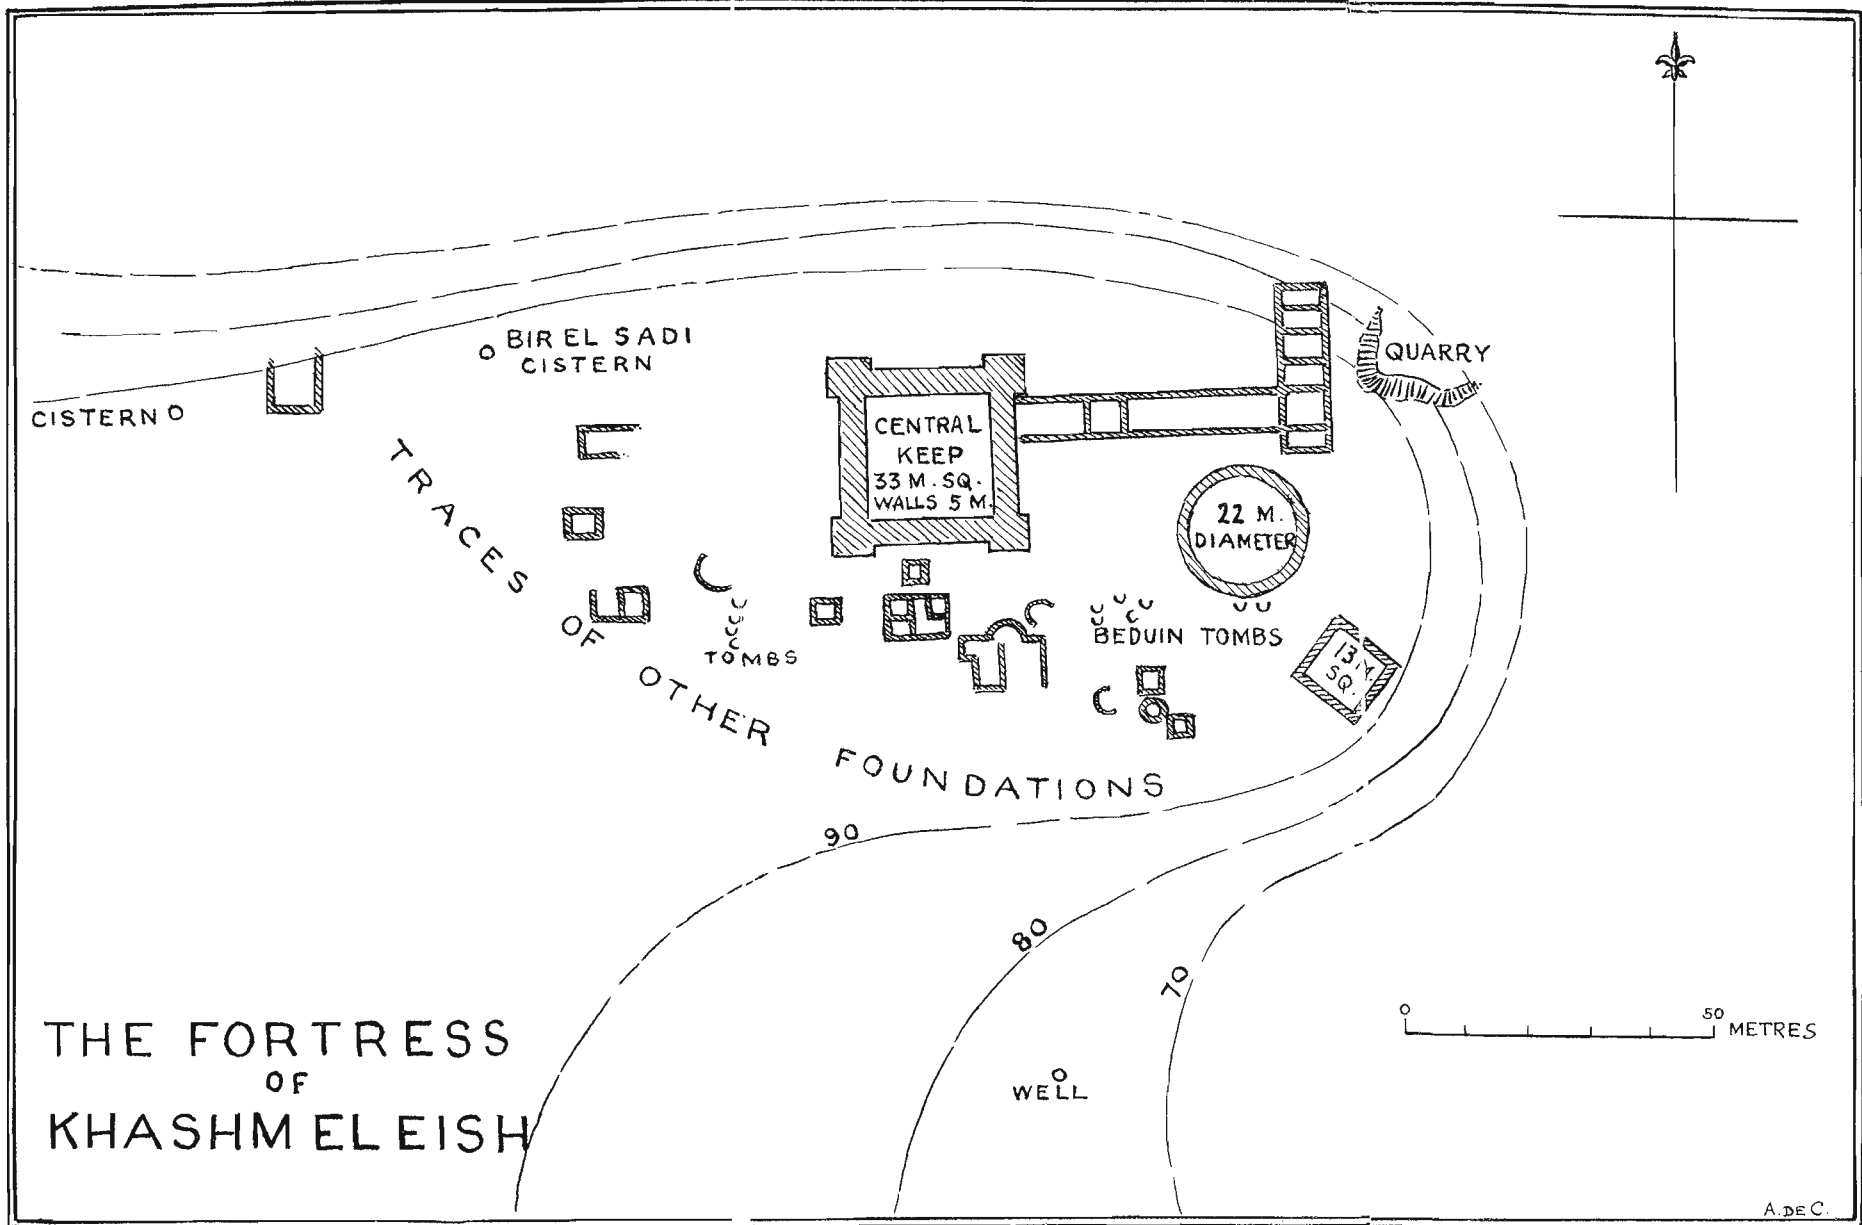 BIR EL SADI
CISTERN
QUARRY
CISTERN
CENTRAL
KEEP
33 M. SQ.
WALLS 5 M.
22 M.
DIAMETER
TRACES OF OTHER FOUNDATIONS
TOMBS
BEDUIN TOMBS
13 M.
SQ.
90
80
70
0 50 METRES
WELL
THE FORTRESS
OF
KHASHM EL EISH
A. DE C.